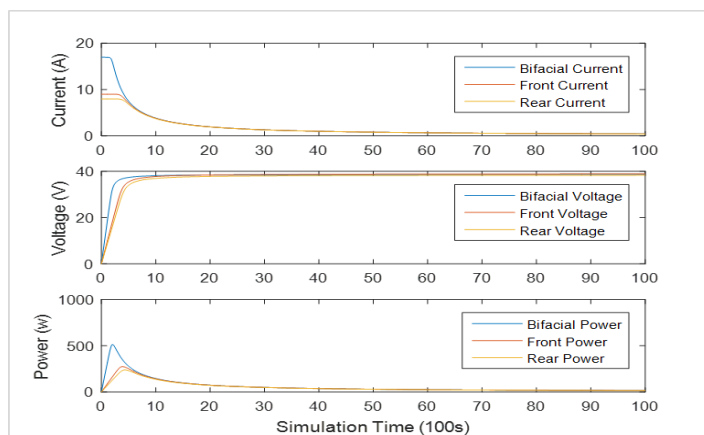 20
10
0
Current (A)
Bifacial Current
Front Current
Rear Current
0 10 20 30 40 50 60 70 80 90 100
40
20
0
Voltage (V)
Bifacial Voltage
Front Voltage
Rear Voltage
0 10 20 30 40 50 60 70 80 90 100
1000
500
0
Power (w)
Bifacial Power
Front Power
Rear Power
0 10 20 30 40 50 60 70 80 90 100
Simulation Time (100s)